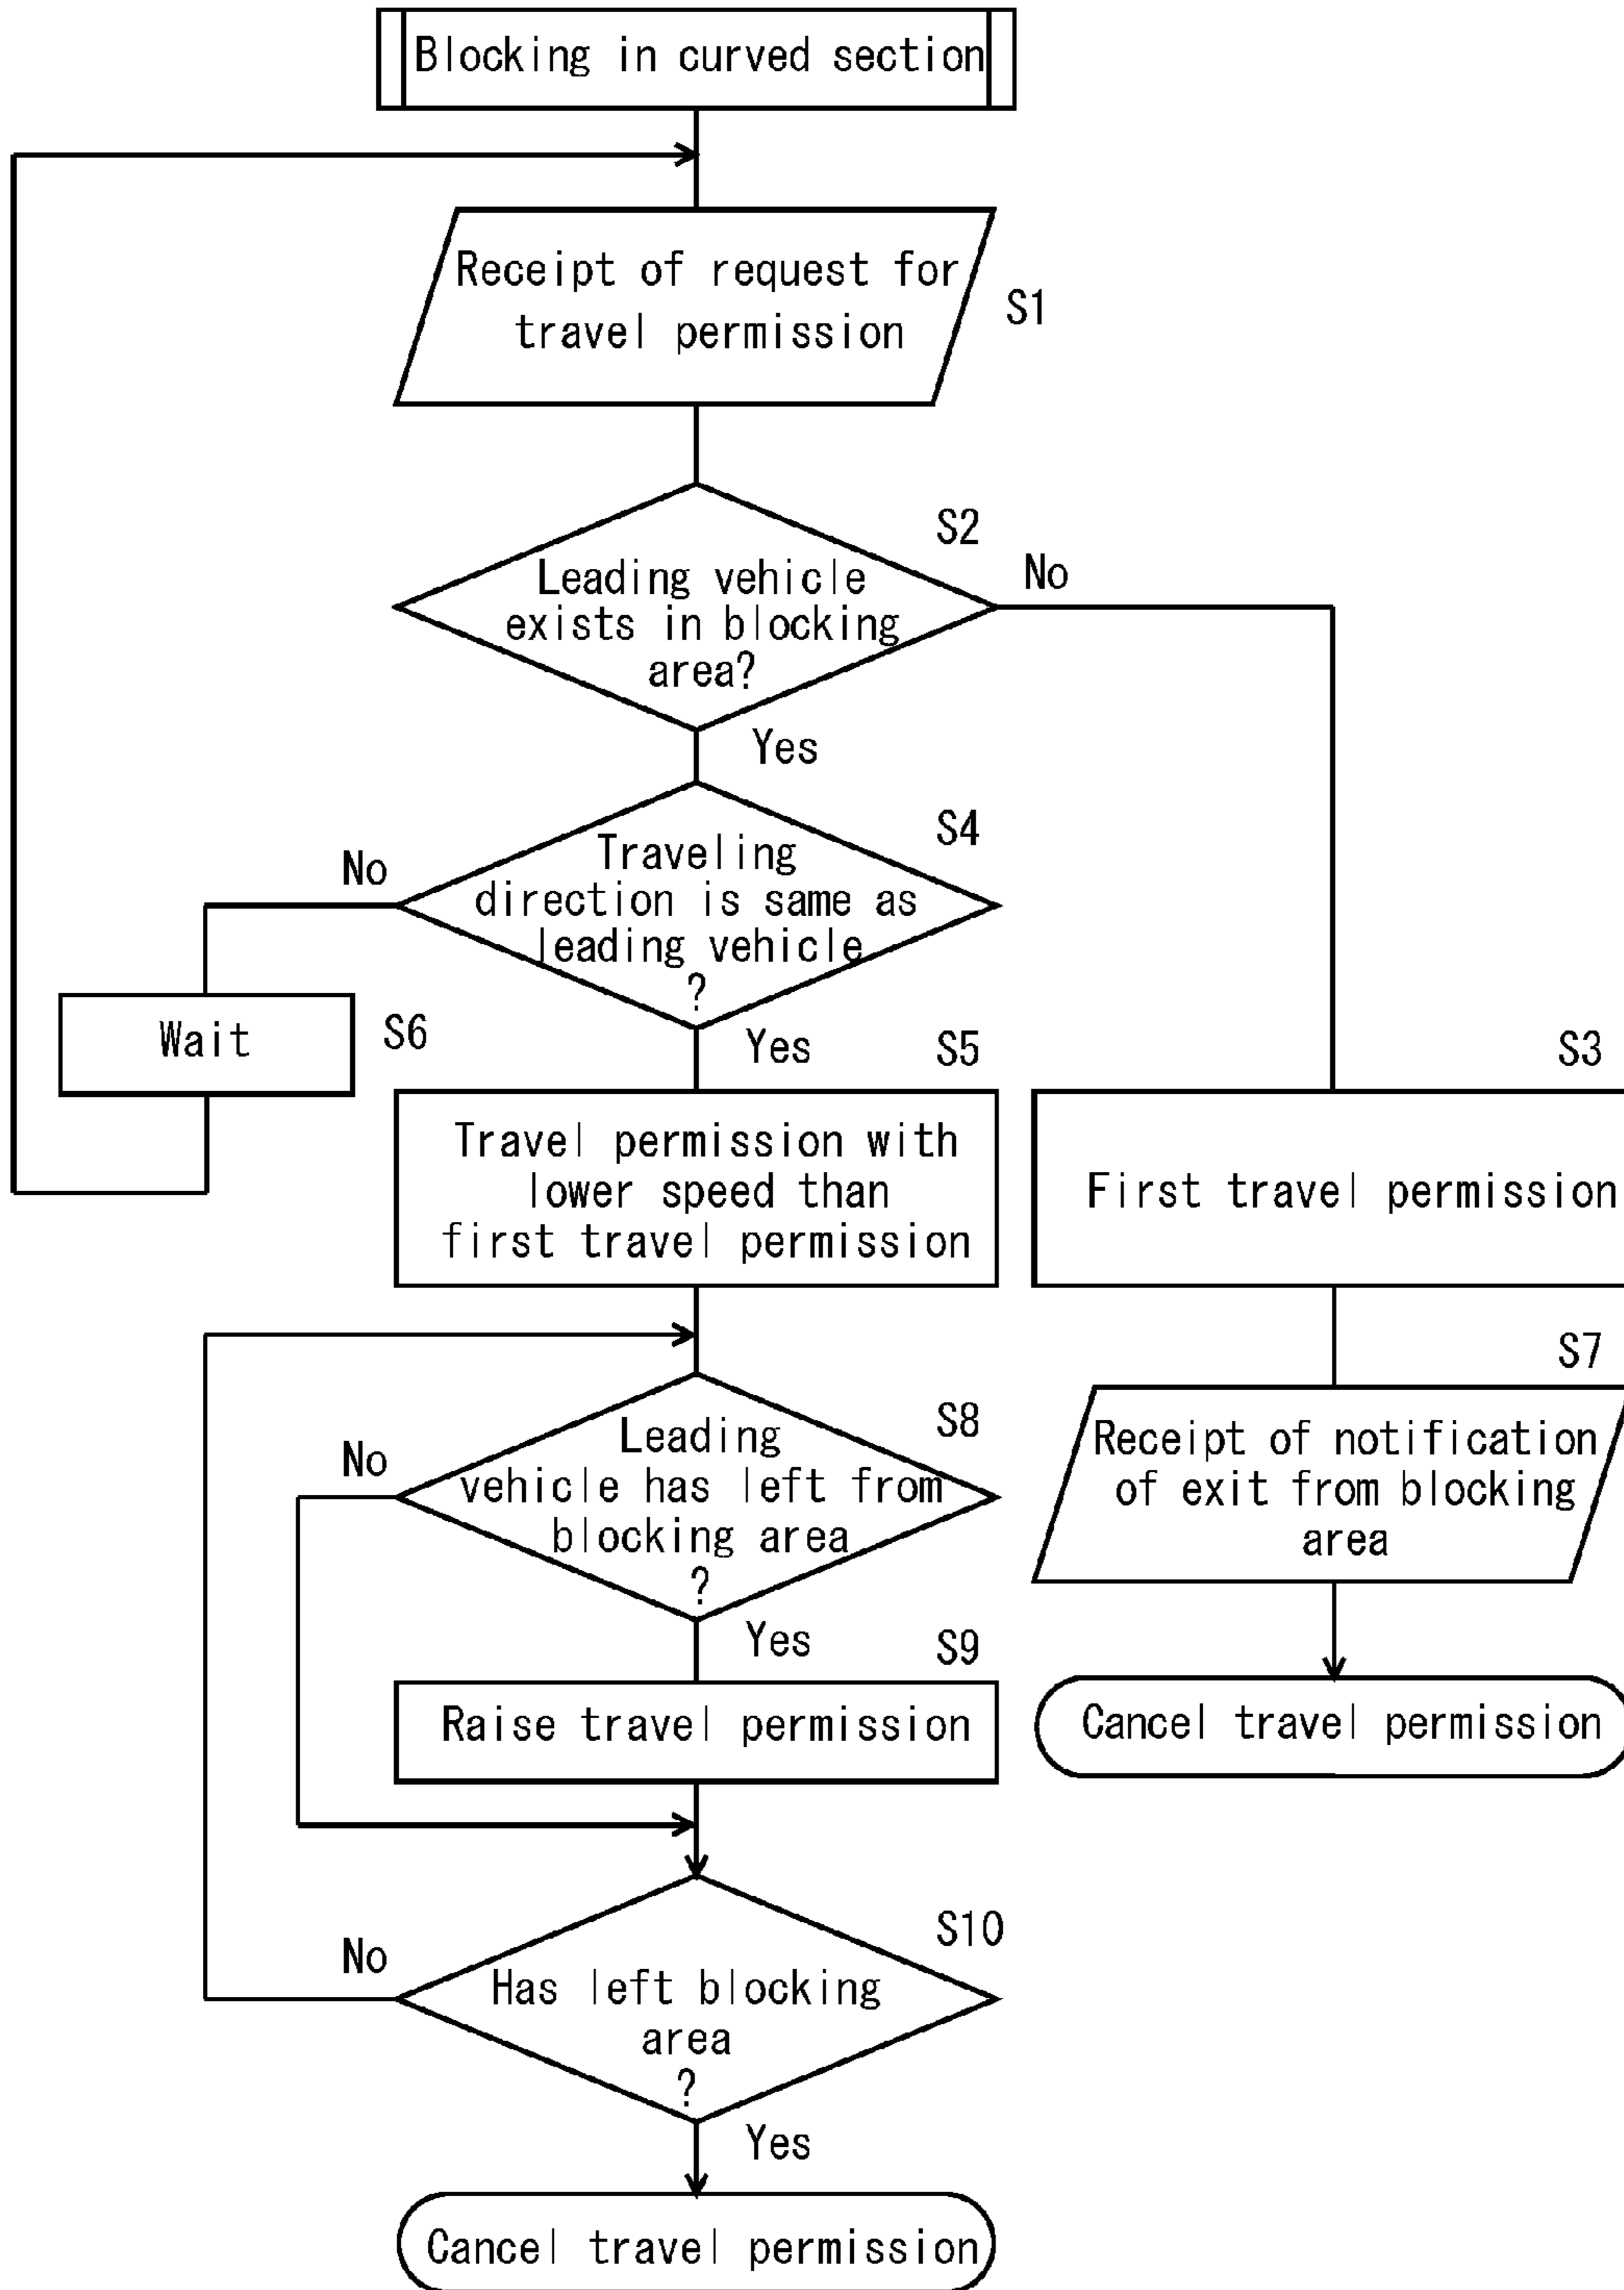 Blocking in curved section
Receipt of request for
travel permission
S1
S2
Leading vehicle
exists in blocking
area?
No
Yes
S4
No
Traveling
direction is same as
leading vehicle
?
Wait
S6
Yes
S5
S3
Travel permission with
lower speed than
first travel permission
First travel permission
S7
S8
No
Leading
vehicle has left from
blocking area
?
Receipt of notification
of exit from blocking
area
Yes
S9
Raise travel permission
Cancel travel permission
S10
No
Has left blocking
area
?
Yes
Cancel travel permission